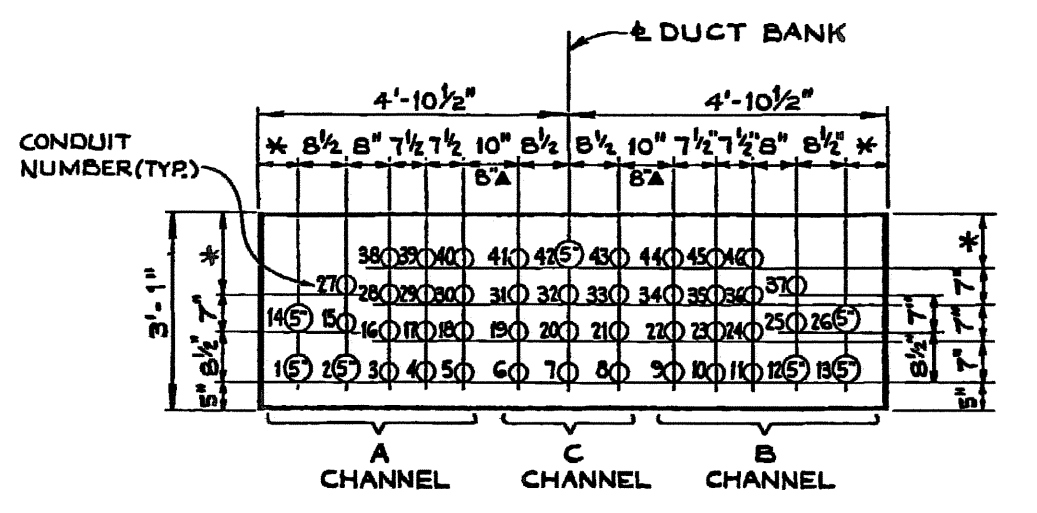 ℄ DUCT BANK
4'-10½" 4'-10½"
* 8½ 8" 7½ 7½ 10" 8½ 8½ 10" 7½" 7½" 8" 8½" *
8"▲ 8"▲
CONDUIT
NUMBER (TYP.)
38 39 40 41 42 5" 43 44 45 46
27 37
28 29 30 31 32 33 34 35 36
14 5" 15 25 26 5"
16 17 18 19 20 21 22 23 24
1 5" 2 5" 3 4 5 6 7 8 9 10 11 12 5" 13 5"
3'-1"
* 7" 8½" 5"
7" 8½"
* 7" 7" 7" 5"
A
CHANNEL
C
CHANNEL
B
CHANNEL